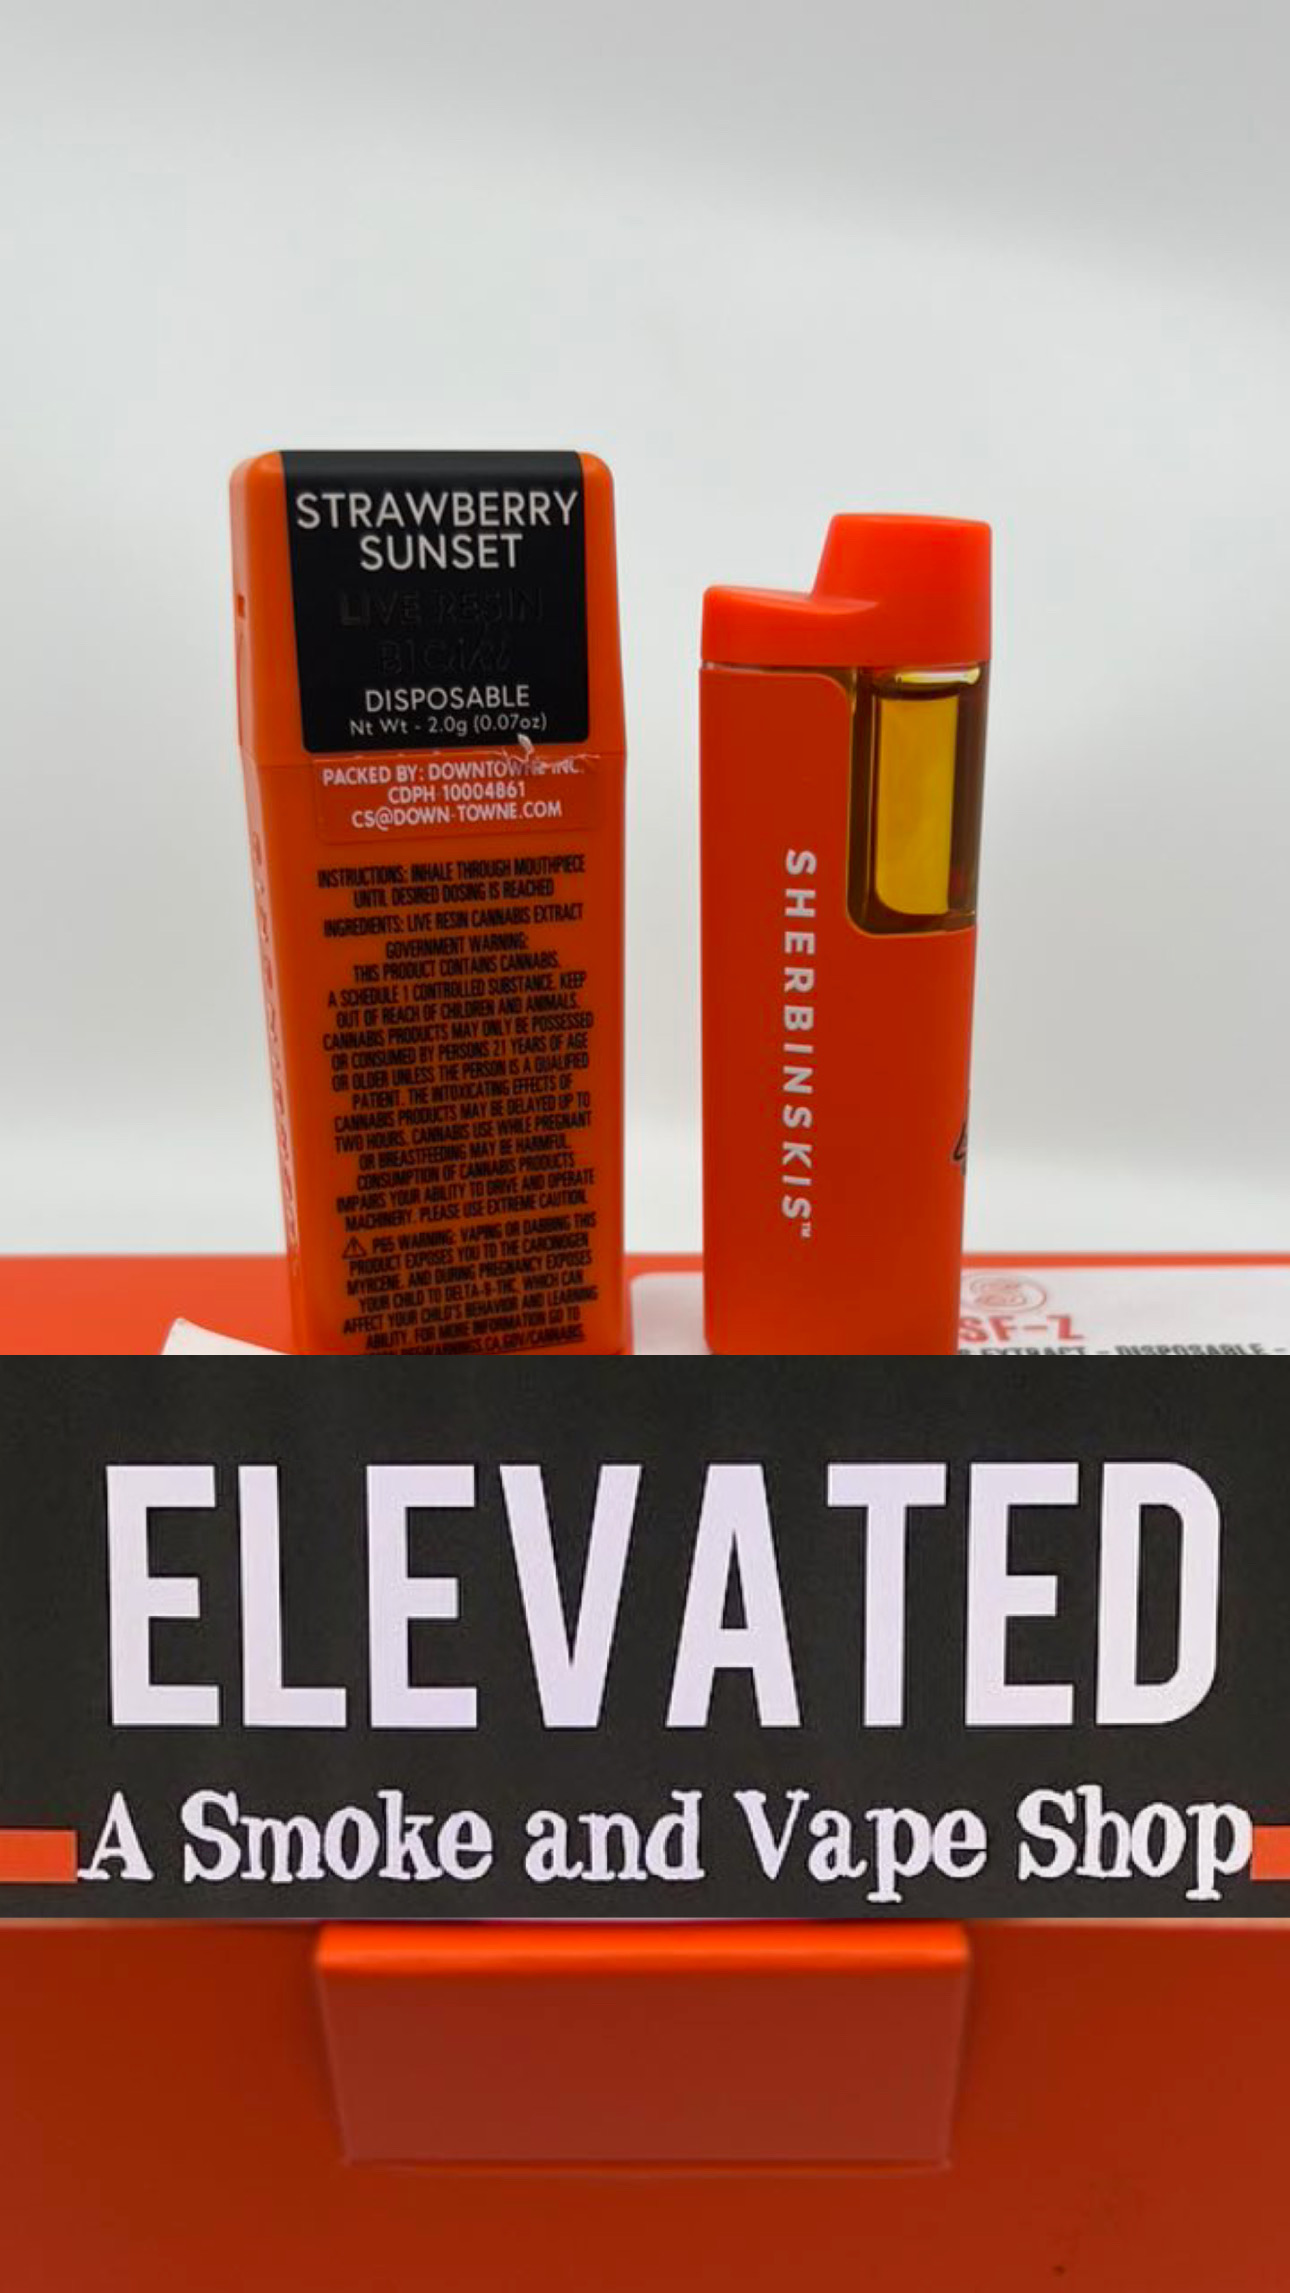 STRAWBERRY
SUNSET
LIVE RESIN
DISPOSABLE
Nt Wt - 2.0g (0.07oz)
PACKED BY: DOWNTOWNE INC.
CDPH-10004861
CS@DOWN-TOWNE.COM
INSTRUCTIONS: INHALE THROUGH MOUTHPIECE
UNTIL DESIRED DOSING IS REACHED
INGREDIENTS: LIVE RESIN CANNABIS EXTRACT
GOVERNMENT WARNING:
THIS PRODUCT CONTAINS CANNABIS,
A SCHEDULE 1 CONTROLLED SUBSTANCE. KEEP
OUT OF REACH OF CHILDREN AND ANIMALS.
CANNABIS PRODUCTS MAY ONLY BE POSSESSED
OR CONSUMED BY PERSONS 21 YEARS OF AGE
OR OLDER UNLESS THE PERSON IS A QUALIFIED
PATIENT. THE INTOXICATING EFFECTS OF
CANNABIS PRODUCTS MAY BE DELAYED UP TO
TWO HOURS. CANNABIS USE WHILE PREGNANT
OR BREASTFEEDING MAY BE HARMFUL.
CONSUMPTION OF CANNABIS PRODUCTS
IMPAIRS YOUR ABILITY TO DRIVE AND OPERATE
MACHINERY. PLEASE USE EXTREME CAUTION.
P65 WARNING: VAPING OR DABBING THIS
PRODUCT EXPOSES YOU TO THE CARCINOGEN
MYRCENE, AND DURING PREGNANCY EXPOSES
YOUR CHILD TO DELTA-9-THC, WHICH CAN
AFFECT YOUR CHILD'S BEHAVIOR AND LEARNING
ABILITY. FOR MORE INFORMATION GO TO
SHERBINSKIS™
SF-Z
EXTRACT - DISPOSABLE -
ELEVATED
A Smoke and Vape Shop